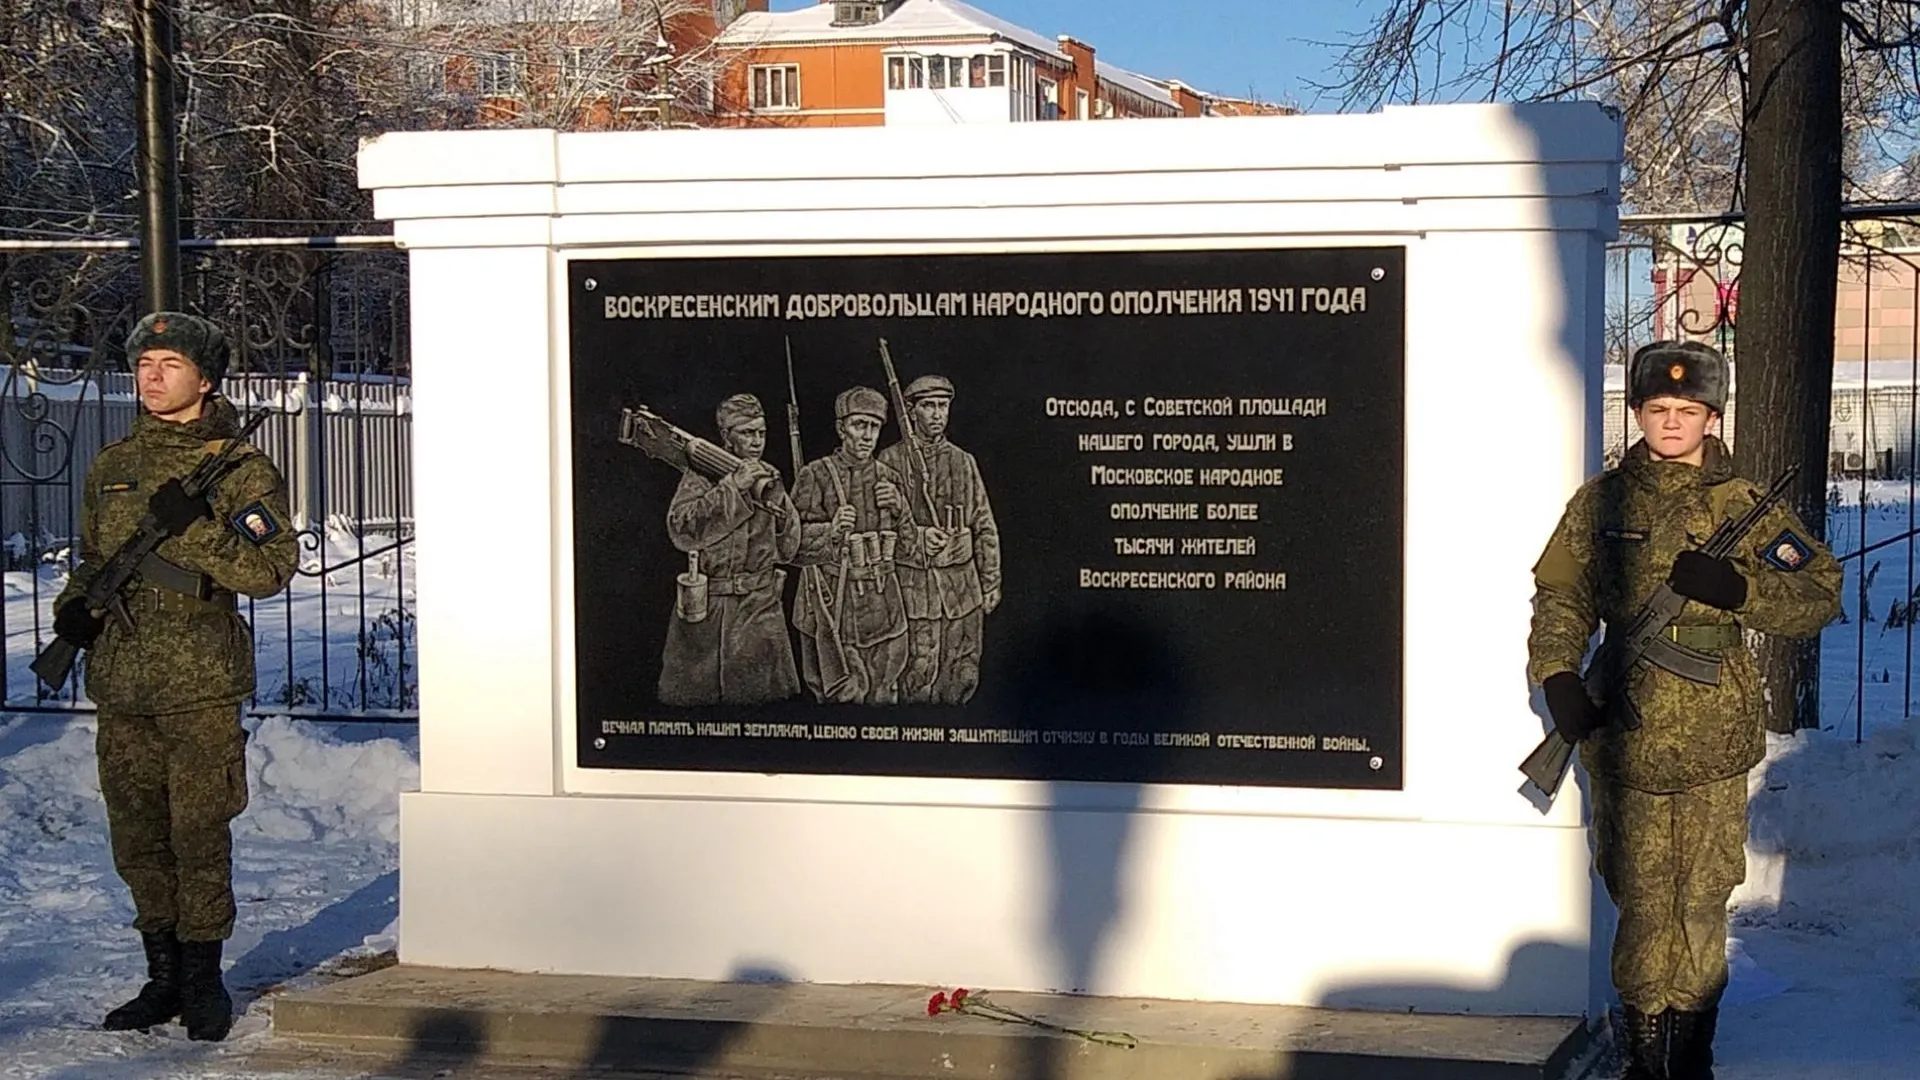 ВОСКРЕСЕНСКИМ ДОБРОВОЛЬЦАМ НАРОДНОГО ОПОЛЧЕНИЯ 1941 ГОДА
Отсюда, с Советской площади
нашего города, ушли в
Московское народное
ополчение более
тысячи жителей
Воскресенского района
ВЕЧНАЯ ПАМЯТЬ НАШИМ ЗЕМЛЯКАМ, ЦЕНОЮ СВОЕЙ ЖИЗНИ ЗАЩИТИВШИМ ОТЧИЗНУ В ГОДЫ ВЕЛИКОЙ ОТЕЧЕСТВЕННОЙ ВОЙНЫ.